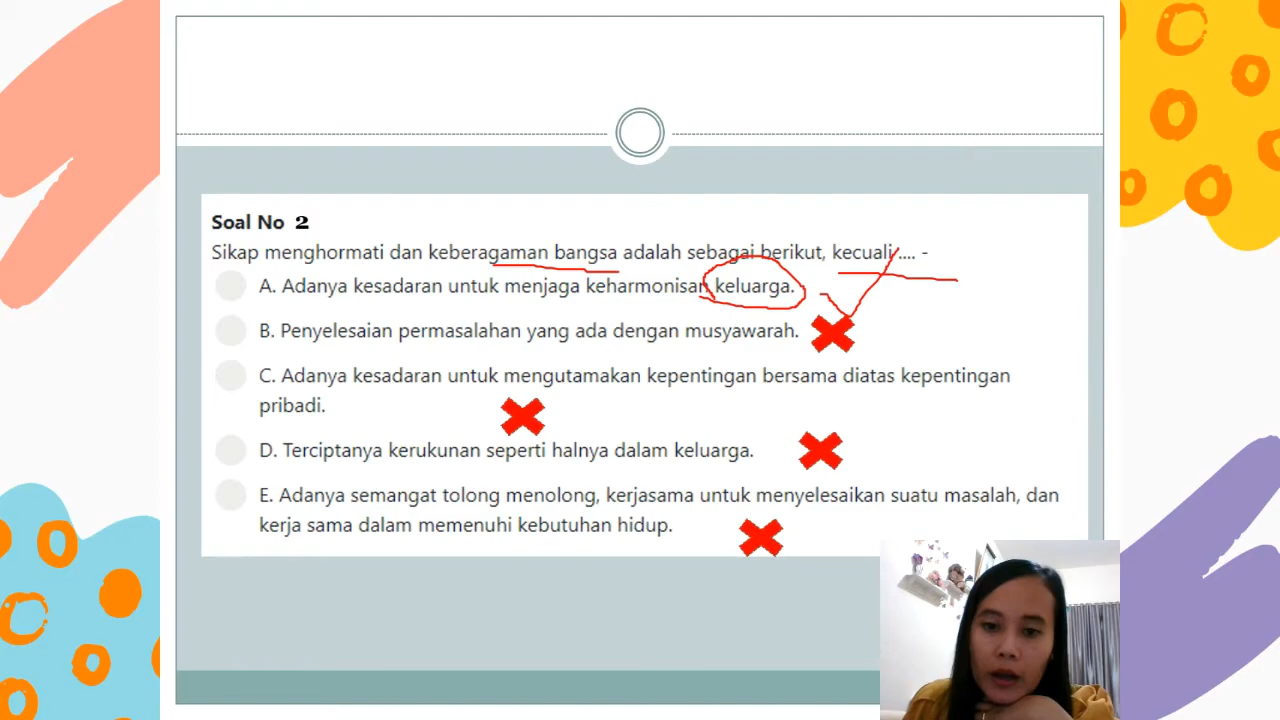 Soal No 2
Sikap menghormati dan keberagaman bangsa adalah sebagai berikut, kecuali .... -
A. Adanya kesadaran untuk menjaga keharmonisan keluarga.
B. Penyelesaian permasalahan yang ada dengan musyawarah.
C. Adanya kesadaran untuk mengutamakan kepentingan bersama diatas kepentingan
pribadi.
D. Terciptanya kerukunan seperti halnya dalam keluarga.
E. Adanya semangat tolong menolong, kerjasama untuk menyelesaikan suatu masalah, dan
kerja sama dalam memenuhi kebutuhan hidup.